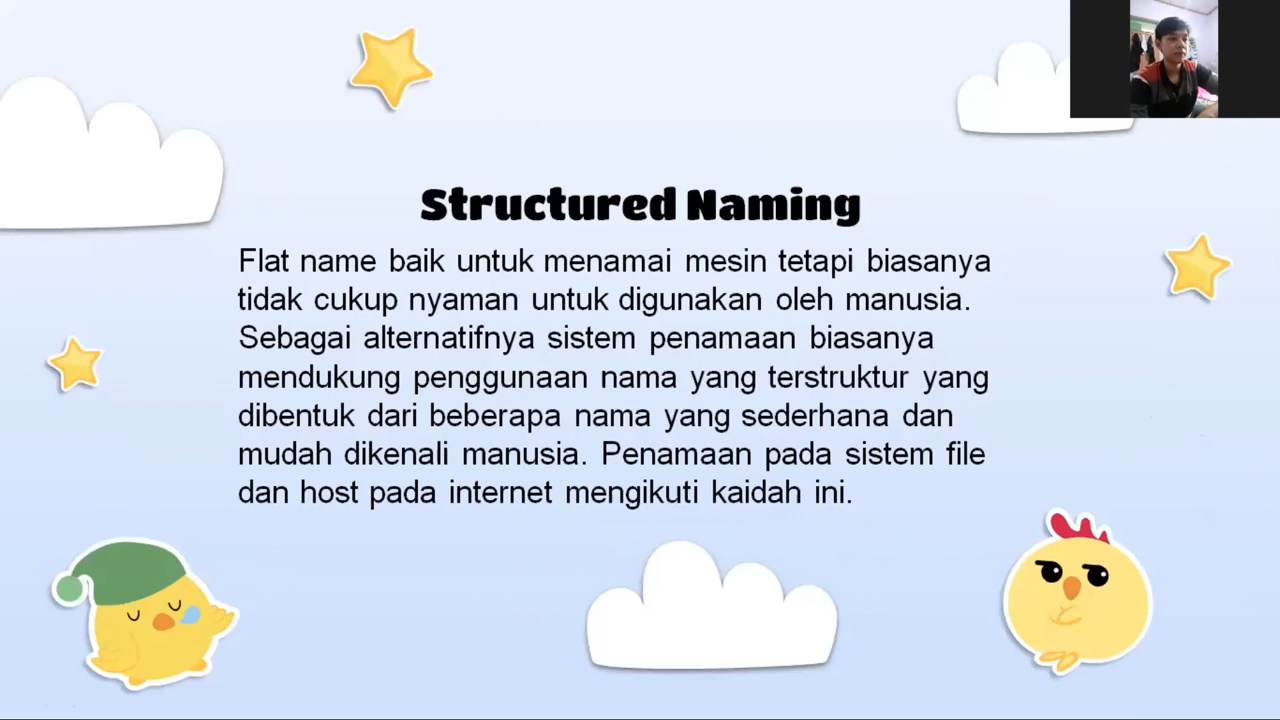 Structured Naming
Flat name baik untuk menamai mesin tetapi biasanya
tidak cukup nyaman untuk digunakan oleh manusia.
Sebagai alternatifnya sistem penamaan biasanya
mendukung penggunaan nama yang terstruktur yang
dibentuk dari beberapa nama yang sederhana dan
mudah dikenali manusia. Penamaan pada sistem file
dan host pada internet mengikuti kaidah ini.